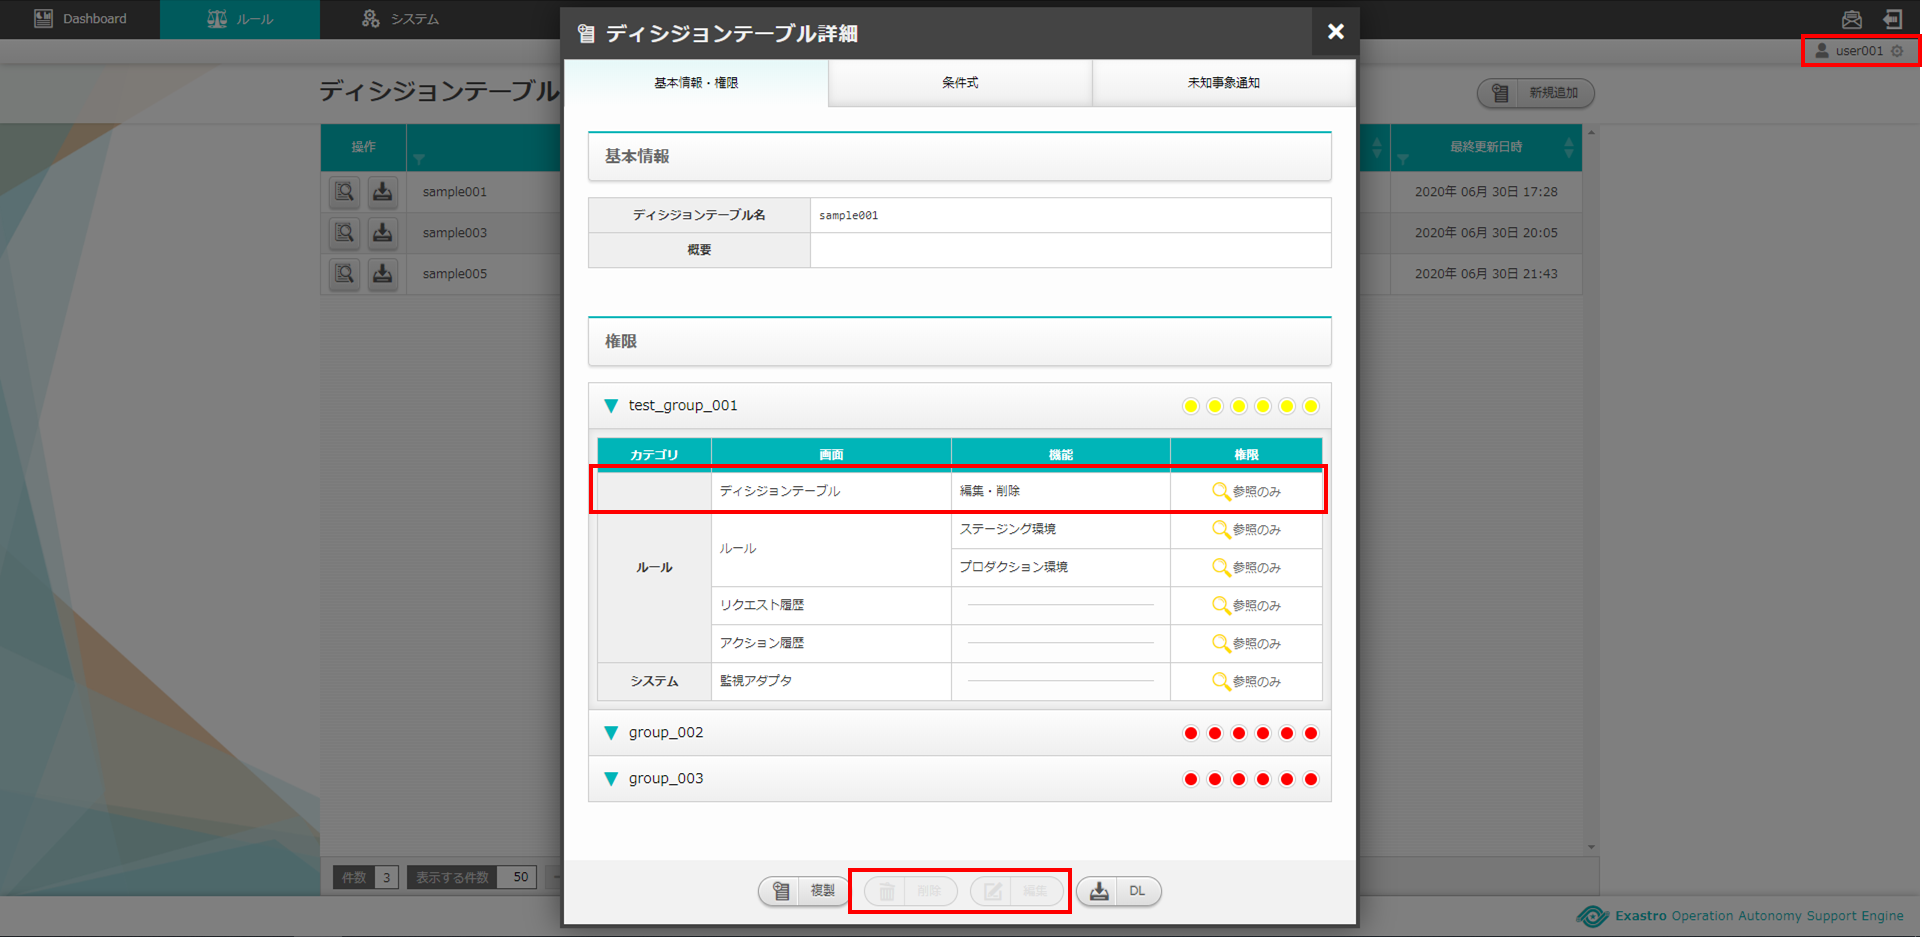 Dashboard
ルール
システム
user001
ディシジョンテーブル
新規追加
操作
最終更新日時
sample001
2020年 06月 30日 17:28
sample003
2020年 06月 30日 20:05
sample005
2020年 06月 30日 21:43
件数 3 表示する件数 50
ディシジョンテーブル詳細
基本情報・権限
条件式
未知事象通知
基本情報
ディシジョンテーブル名 sample001
概要
権限
test_group_001
カテゴリ 画面 機能 権限
ディシジョンテーブル 編集・削除 参照のみ
ルール
ルール
ステージング環境 参照のみ
プロダクション環境 参照のみ
リクエスト履歴 参照のみ
アクション履歴 参照のみ
システム 監視アダプタ 参照のみ
group_002
group_003
複製
削除
編集
DL
Exastro Operation Autonomy Support Engine